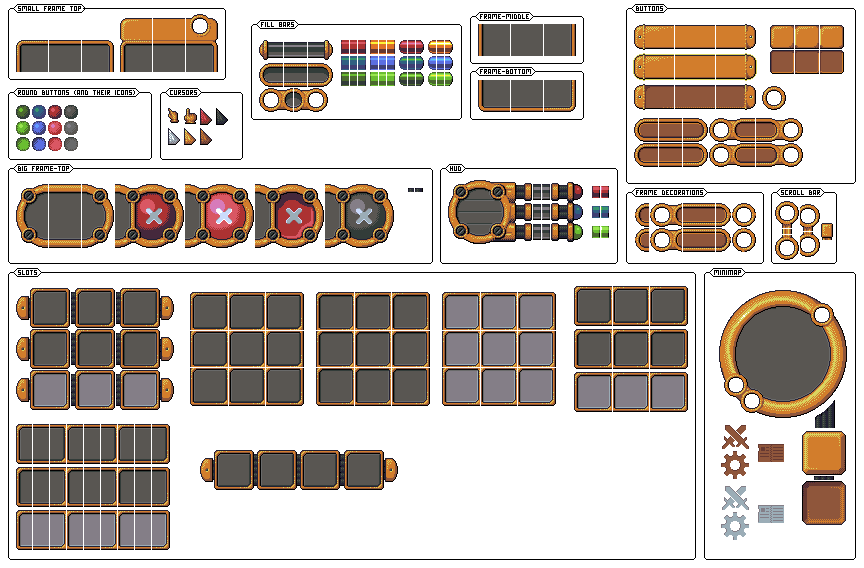 SMALL FRAME TOP
FILL BARS
FRAME-MIDDLE
BUTTONS
FRAME-BOTTOM
ROUND BUTTONS (AND THEIR ICONS)
CURSORS
BIG FRAME-TOP
HUD
FRAME DECORATIONS
SCROLL BAR
SLOTS
MINIMAP